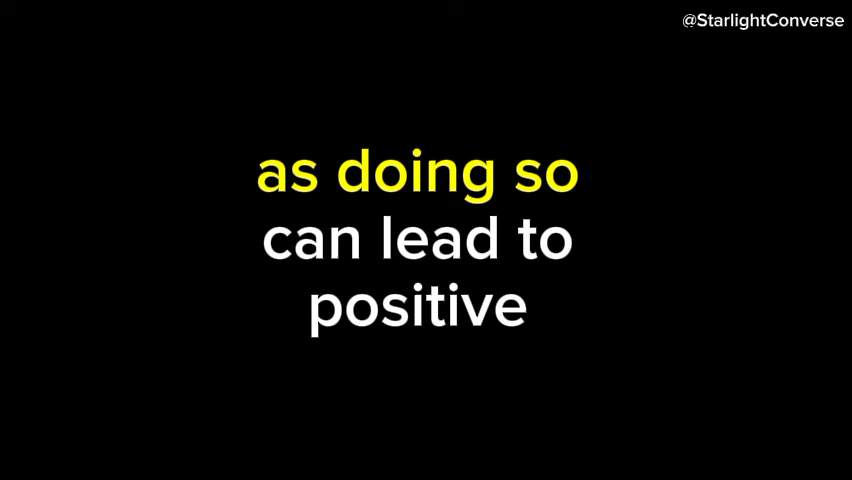 @StarlightConverse
as doing so
can lead to
positive